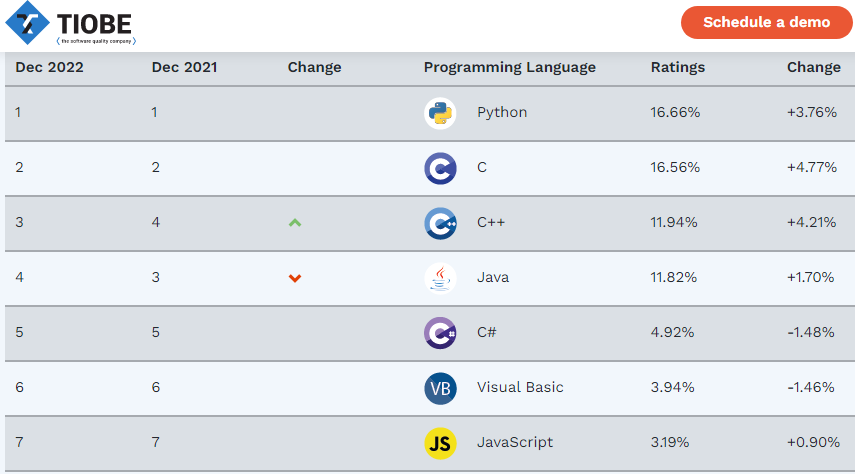 TIOBE
⟨ the software quality company ⟩
Schedule a demo
Dec 2022 Dec 2021 Change Programming Language Ratings Change
1 1 Python 16.66% +3.76%
2 2 C 16.56% +4.77%
3 4 C++ 11.94% +4.21%
4 3 Java 11.82% +1.70%
5 5 C# 4.92% -1.48%
6 6 VB Visual Basic 3.94% -1.46%
7 7 JS JavaScript 3.19% +0.90%